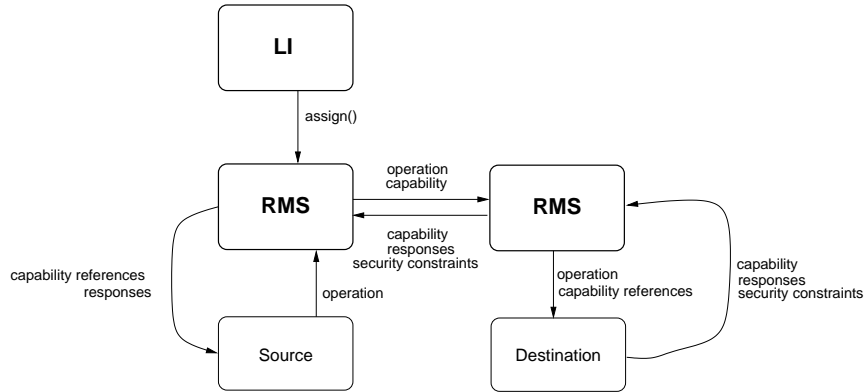 LI
assign()
operation
capability
RMS
RMS
capability
responses
security constraints
capability references
responses
operation
operation
capability references
capability
responses
security constraints
Source
Destination